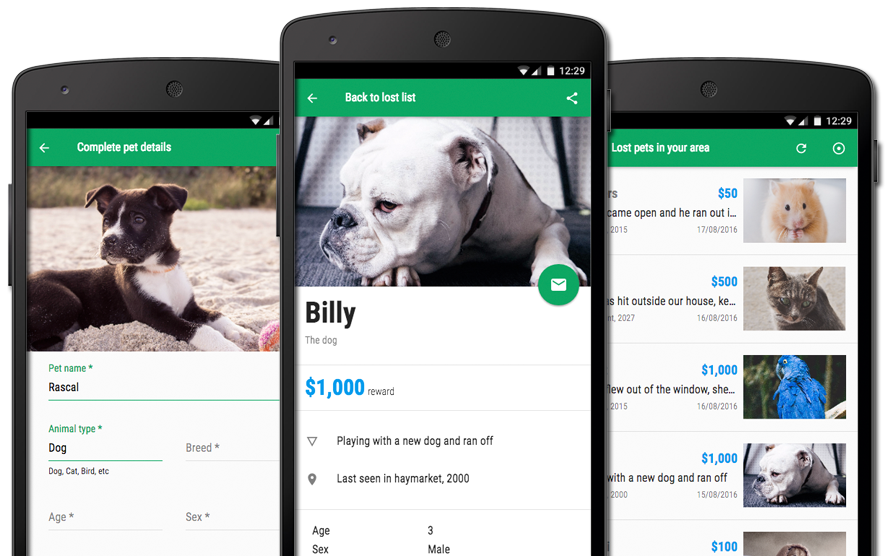 Complete pet details
Pet name *
Rascal
Animal type *
Dog
Breed *
Dog, Cat, Bird, etc
Age *
Sex *
12:29
Back to lost list
Billy
The dog
$1,000 reward
Playing with a new dog and ran off
Last seen in haymarket, 2000
Age 3
Sex Male
12:29
Lost pets in your area
$50
came open and he ran out i...
, 2015 17/08/2016
$500
hit outside our house, ke...
, 2027 16/08/2016
$1,000
out of the window, she...
2015 16/08/2016
$1,000
with a new dog and ran off
2000 15/08/2016
$100